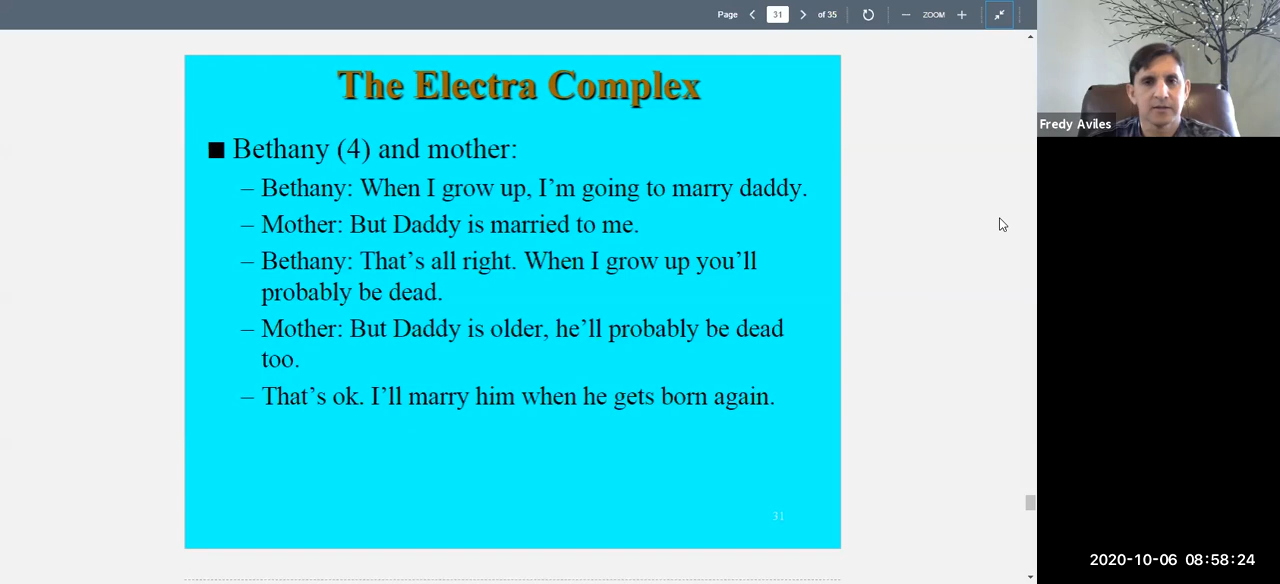 Page 31 of 35 ZOOM
The Electra Complex
■ Bethany (4) and mother:
– Bethany: When I grow up, I’m going to marry daddy.
– Mother: But Daddy is married to me.
– Bethany: That’s all right. When I grow up you’ll
probably be dead.
– Mother: But Daddy is older, he’ll probably be dead
too.
– That’s ok. I’ll marry him when he gets born again.
31
Fredy Aviles
2020-10-06 08:58:24